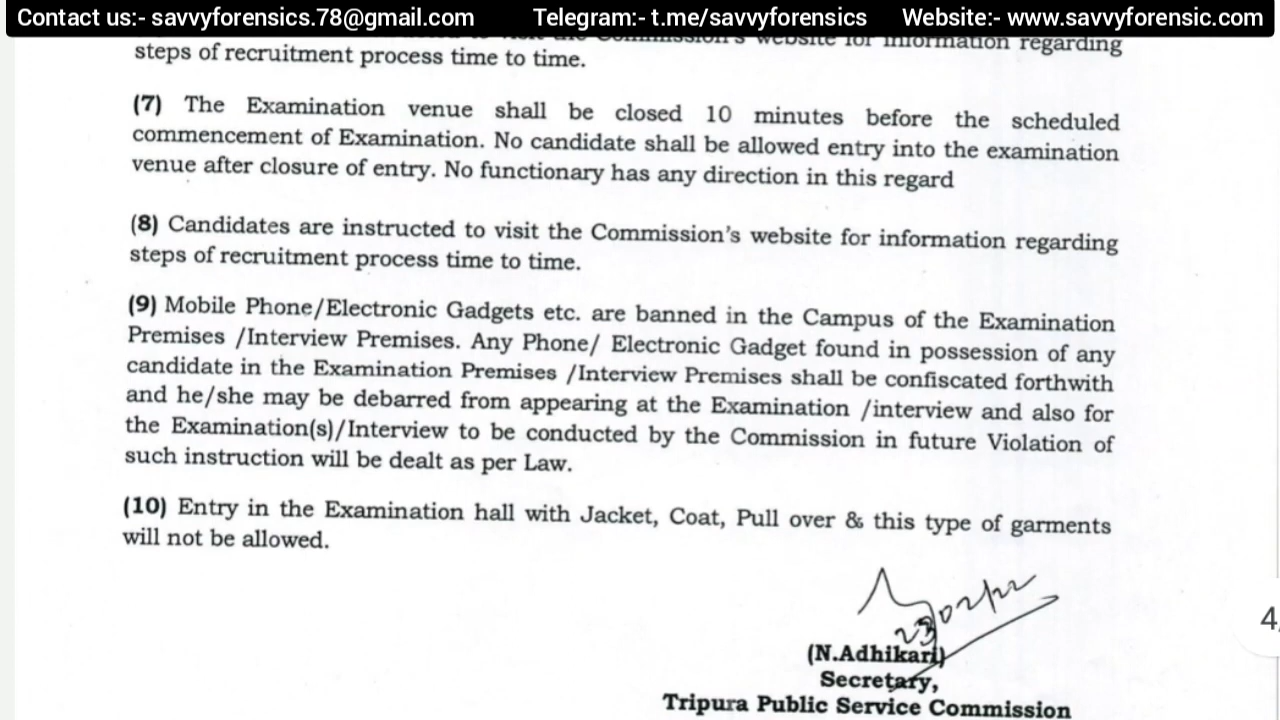 Contact us:- savvyforensics.78@gmail.com Telegram:- t.me/savvyforensics Website:- www.savvyforensic.com
to visit the Commission's website for information regarding
steps of recruitment process time to time.
(7) The Examination venue shall be closed 10 minutes before the scheduled
commencement of Examination. No candidate shall be allowed entry into the examination
venue after closure of entry. No functionary has any direction in this regard
(8) Candidates are instructed to visit the Commission's website for information regarding
steps of recruitment process time to time.
(9) Mobile Phone/Electronic Gadgets etc. are banned in the Campus of the Examination
Premises /Interview Premises. Any Phone/ Electronic Gadget found in possession of any
candidate in the Examination Premises /Interview Premises shall be confiscated forthwith
and he/she may be debarred from appearing at the Examination /interview and also for
the Examination(s)/Interview to be conducted by the Commission in future Violation of
such instruction will be dealt as per Law.
(10) Entry in the Examination hall with Jacket, Coat, Pull over & this type of garments
will not be allowed.
4
(N.Adhikari)
Secretary,
Tripura Public Service Commission